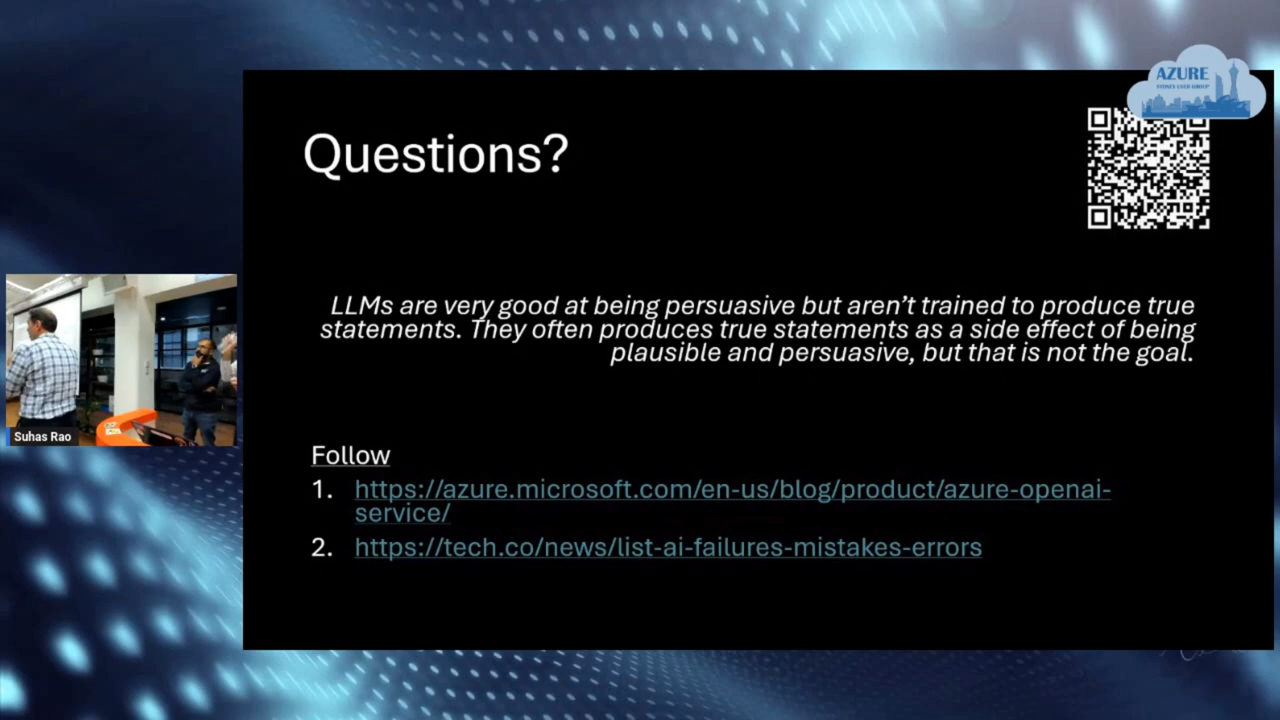 AZURE
SYDNEY USER GROUP
Questions?
LLMs are very good at being persuasive but aren’t trained to produce true
statements. They often produces true statements as a side effect of being
plausible and persuasive, but that is not the goal.
Suhas Rao
Follow
1. https://azure.microsoft.com/en-us/blog/product/azure-openai-
service/
2. https://tech.co/news/list-ai-failures-mistakes-errors